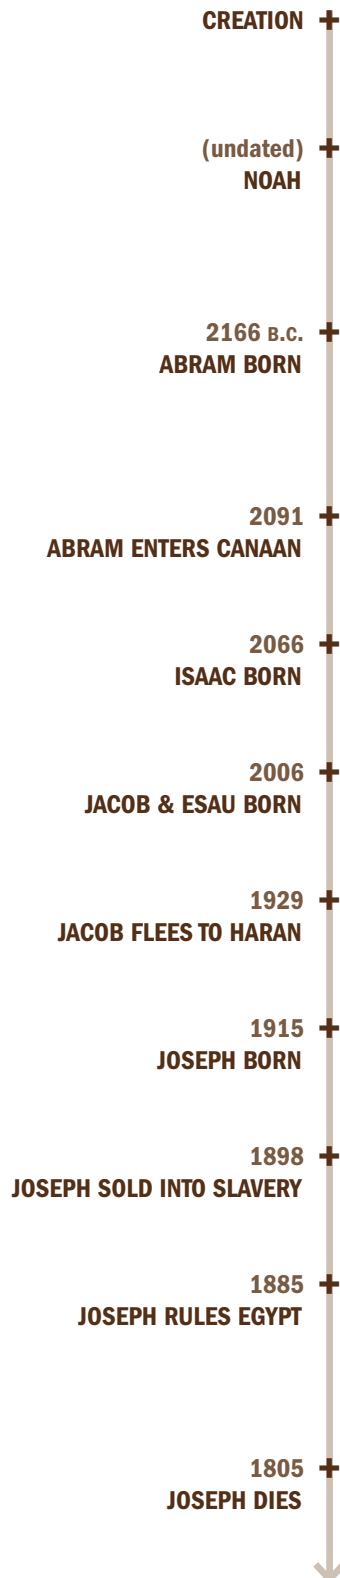 CREATION
(undated)
NOAH
2166 B.C.
ABRAM BORN
2091
ABRAM ENTERS CANAAN
2066
ISAAC BORN
2006
JACOB & ESAU BORN
1929
JACOB FLEES TO HARAN
1915
JOSEPH BORN
1898
JOSEPH SOLD INTO SLAVERY
1885
JOSEPH RULES EGYPT
1805
JOSEPH DIES